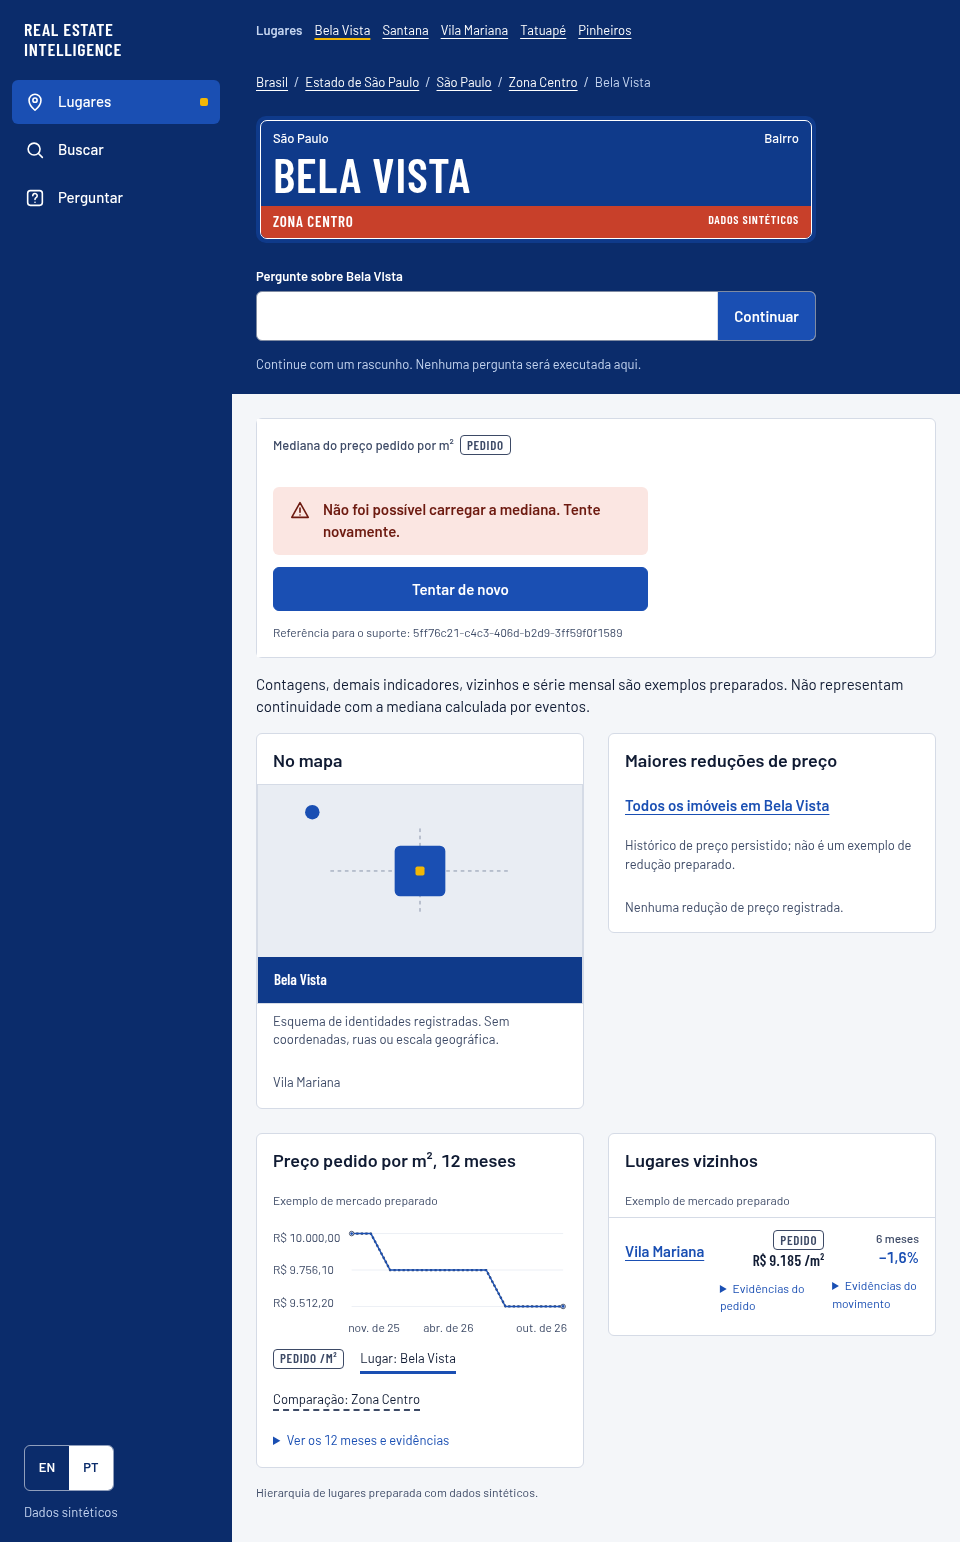 REAL ESTATE
INTELLIGENCE
Lugares
Buscar
Perguntar
EN PT
Dados sintéticos
Lugares Bela Vista Santana Vila Mariana Tatuapé Pinheiros
Brasil / Estado de São Paulo / São Paulo / Zona Centro / Bela Vista
São Paulo Bairro
BELA VISTA
ZONA CENTRO DADOS SINTÉTICOS
Pergunte sobre Bela Vista
Continuar
Continue com um rascunho. Nenhuma pergunta será executada aqui.
Mediana do preço pedido por m² PEDIDO
Não foi possível carregar a mediana. Tente
novamente.
Tentar de novo
Referência para o suporte: 5ff76c21-c4c3-406d-b2d9-3ff59f0f1589
Contagens, demais indicadores, vizinhos e série mensal são exemplos preparados. Não representam
continuidade com a mediana calculada por eventos.
No mapa
Bela Vista
Esquema de identidades registradas. Sem
coordenadas, ruas ou escala geográfica.
Vila Mariana
Maiores reduções de preço
Todos os imóveis em Bela Vista
Histórico de preço persistido; não é um exemplo de
redução preparado.
Nenhuma redução de preço registrada.
Preço pedido por m², 12 meses
Exemplo de mercado preparado
R$ 10.000,00
R$ 9.756,10
R$ 9.512,20
nov. de 25 abr. de 26 out. de 26
PEDIDO /M² Lugar: Bela Vista
Comparação: Zona Centro
Ver os 12 meses e evidências
Lugares vizinhos
Exemplo de mercado preparado
Vila Mariana
PEDIDO
R$ 9.185 /m²
Evidências do
pedido
6 meses
−1,6%
Evidências do
movimento
Hierarquia de lugares preparada com dados sintéticos.